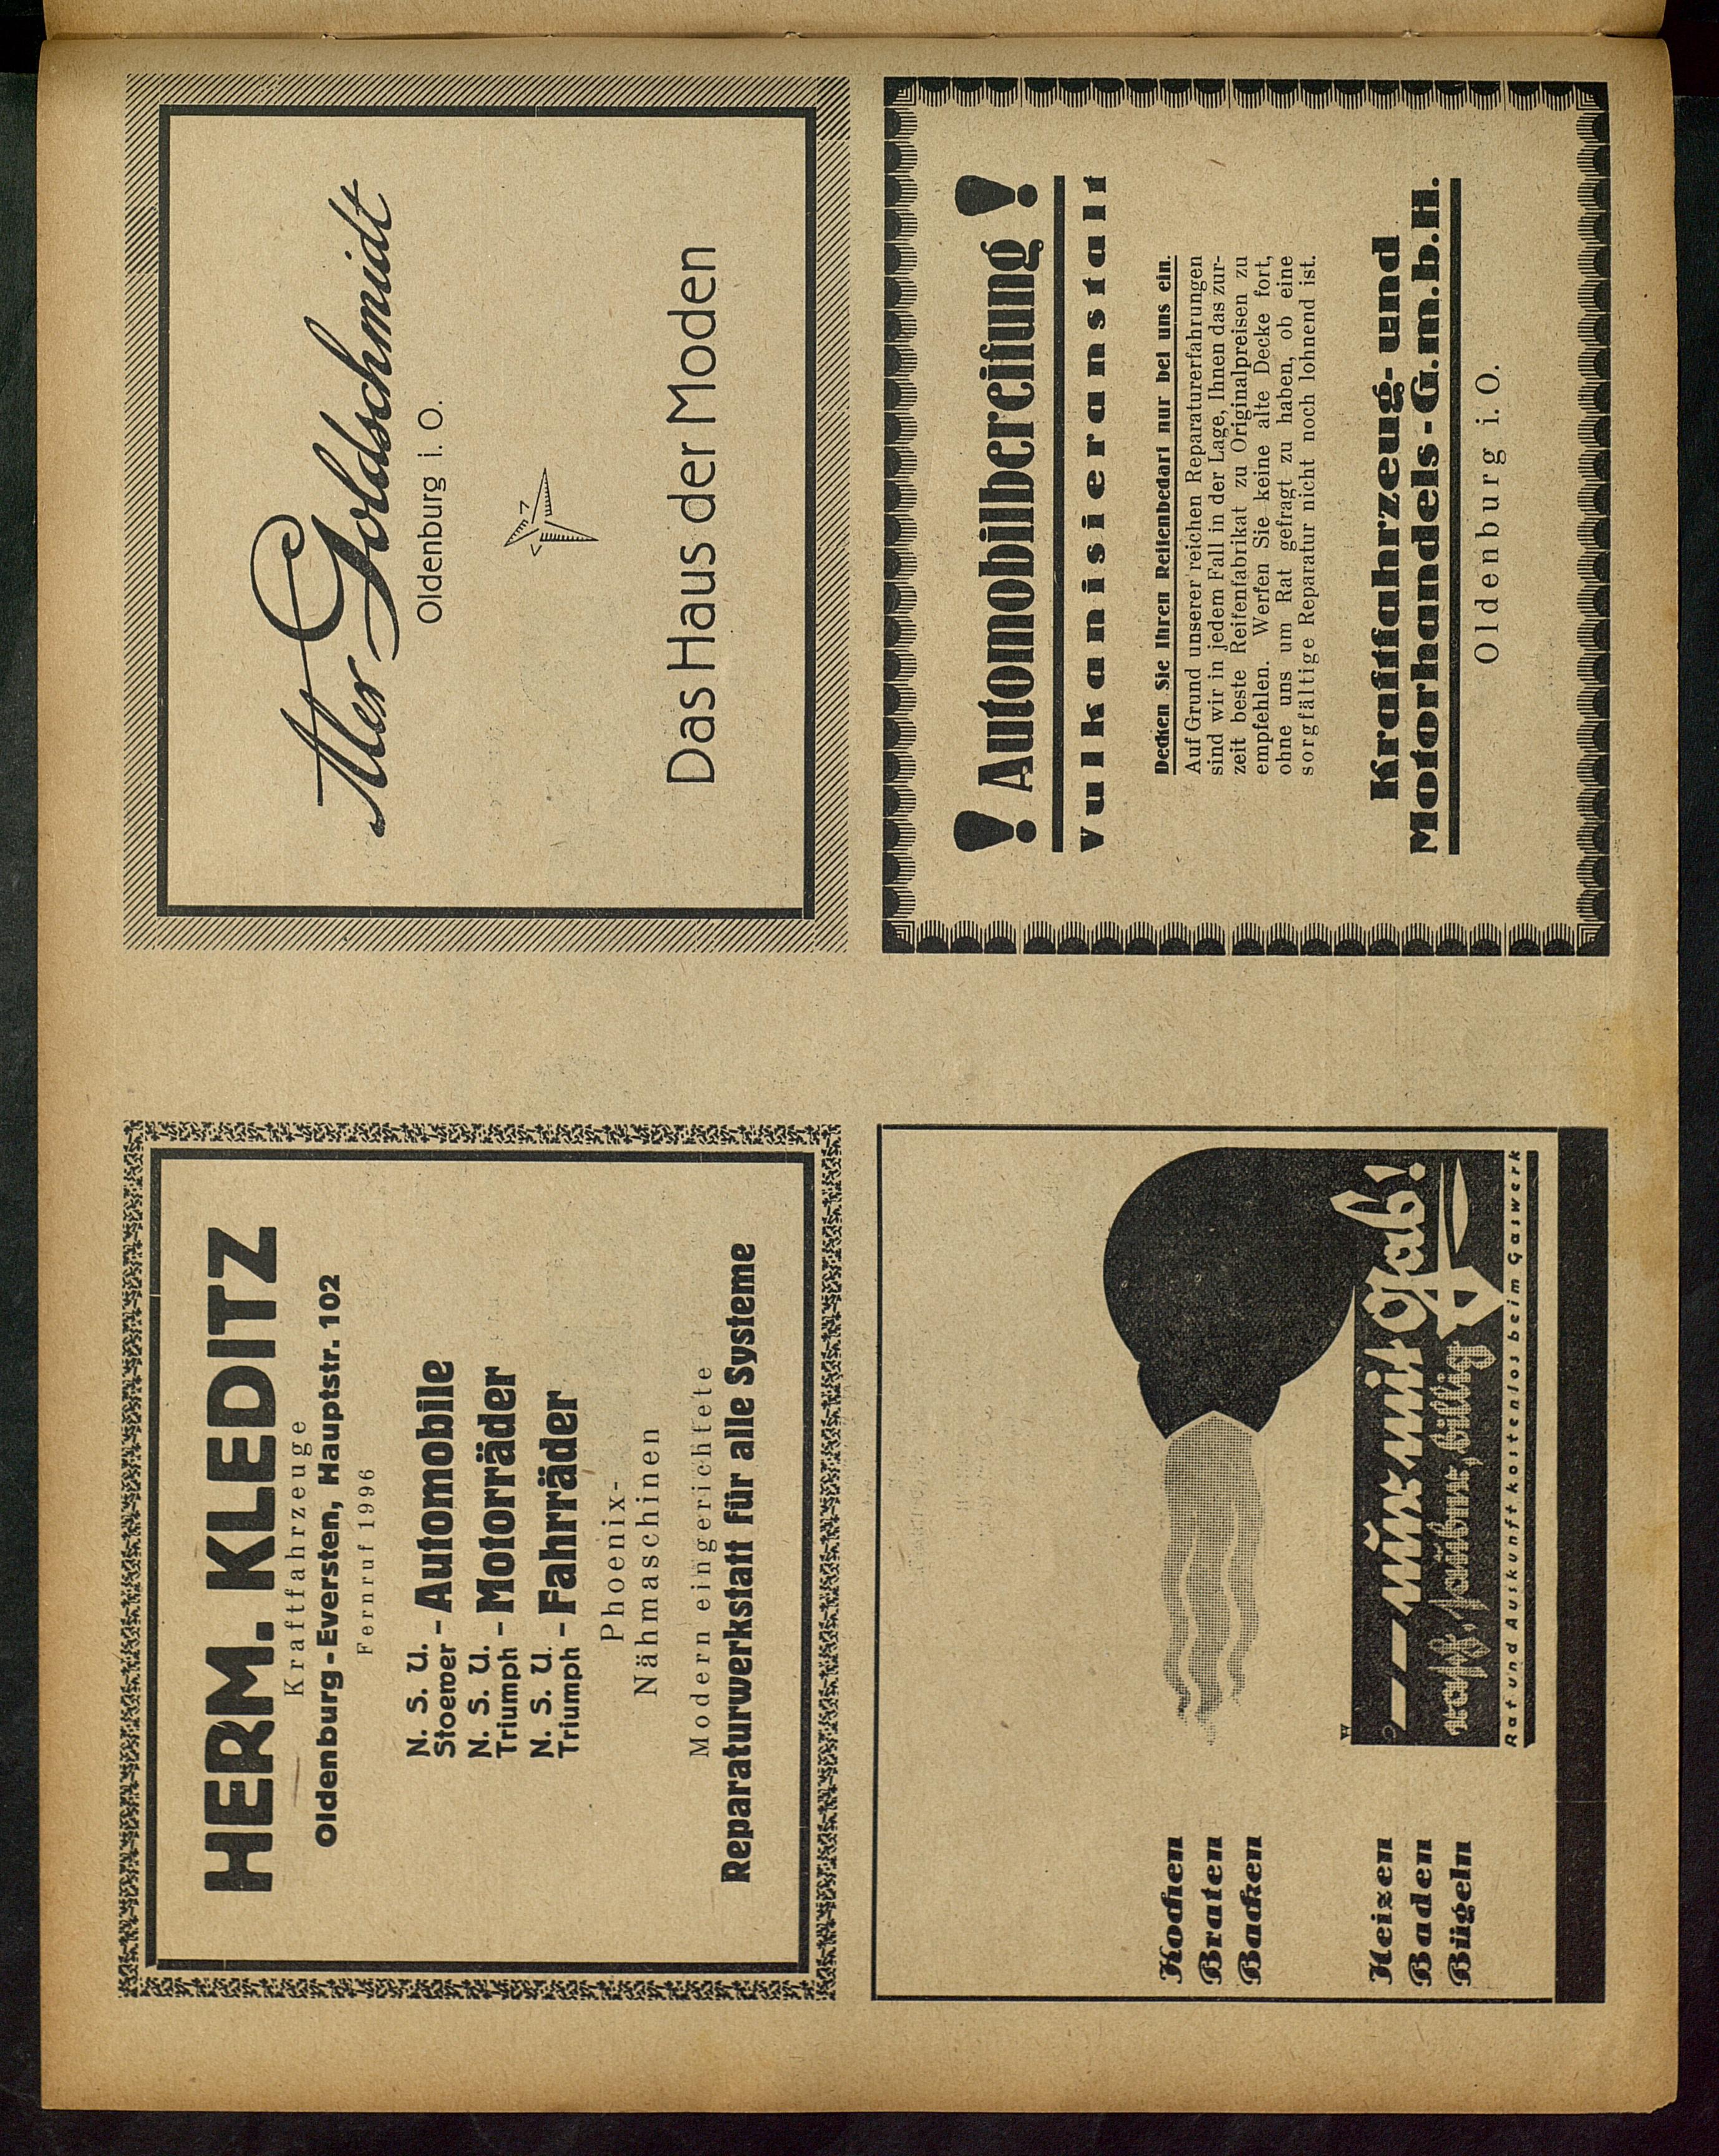 HERM. KLEDITZ
Kraftfahrzeuge
Oldenburg-Eversten, Hauptstr. 102
Fernruf 1996
N. S. U.
Stoewer - Automobile
N. S. U.
Triumph - Motorräder
N. S. U.
Triumph - Fahrräder
Phoenix-
Nähmaschinen
Modern eingerichtete
Reparaturwerkstatt für alle Systeme
Goldschmidt
Oldenburg i. O.
Das Haus der Moden
Kochen
Braten
Backen
Heizen
Baden
Bügeln
W
— — nur mit Gas!
rasch, sauber, billig
Rat und Auskunft kostenlos beim Gaswerk
! Automobilbereifung !
Vulkanisieranstalt
Decken Sie Ihren Reifenbedarf nur bei uns ein.
Auf Grund unserer reichen Reparaturerfahrungen
sind wir in jedem Fall in der Lage, Ihnen das zur-
zeit beste Reifenfabrikat zu Originalpreisen zu
empfehlen. Werfen Sie keine alte Decke fort,
ohne uns um Rat gefragt zu haben, ob eine
sorgfältige Reparatur nicht noch lohnend ist.
Kraftfahrzeug- und
Motorhandels-G.m.b.H.
Oldenburg i. O.